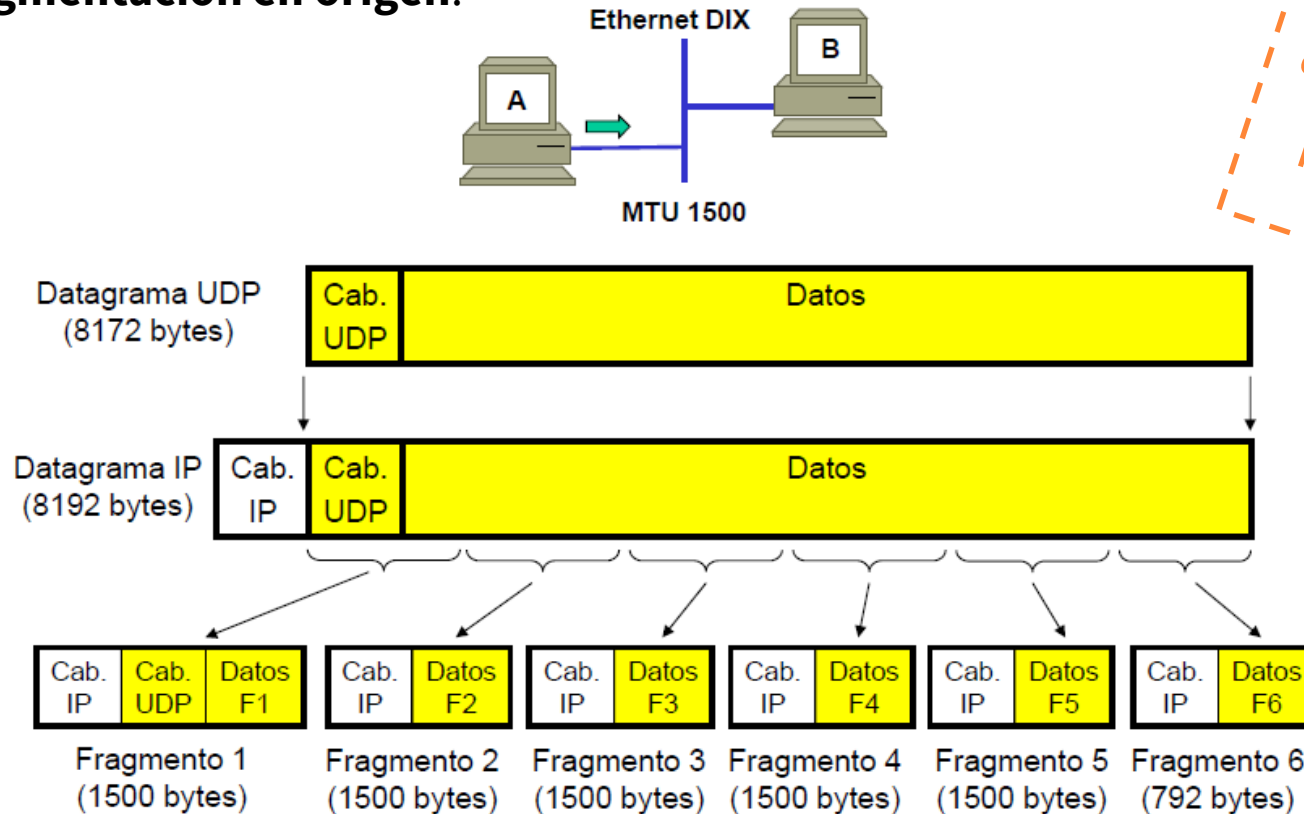 gmentación en origen.
Ethernet DIX
A
B
MTU 1500
Datagrama UDP
(8172 bytes)
Cab.
UDP
Datos
Datagrama IP
(8192 bytes)
Cab.
IP
Cab.
UDP
Datos
Cab.
IP
Cab.
UDP
Datos
F1
Cab.
IP
Datos
F2
Cab.
IP
Datos
F3
Cab.
IP
Datos
F4
Cab.
IP
Datos
F5
Cab.
IP
Datos
F6
Fragmento 1
(1500 bytes)
Fragmento 2
(1500 bytes)
Fragmento 3
(1500 bytes)
Fragmento 4
(1500 bytes)
Fragmento 5
(1500 bytes)
Fragmento 6
(792 bytes)